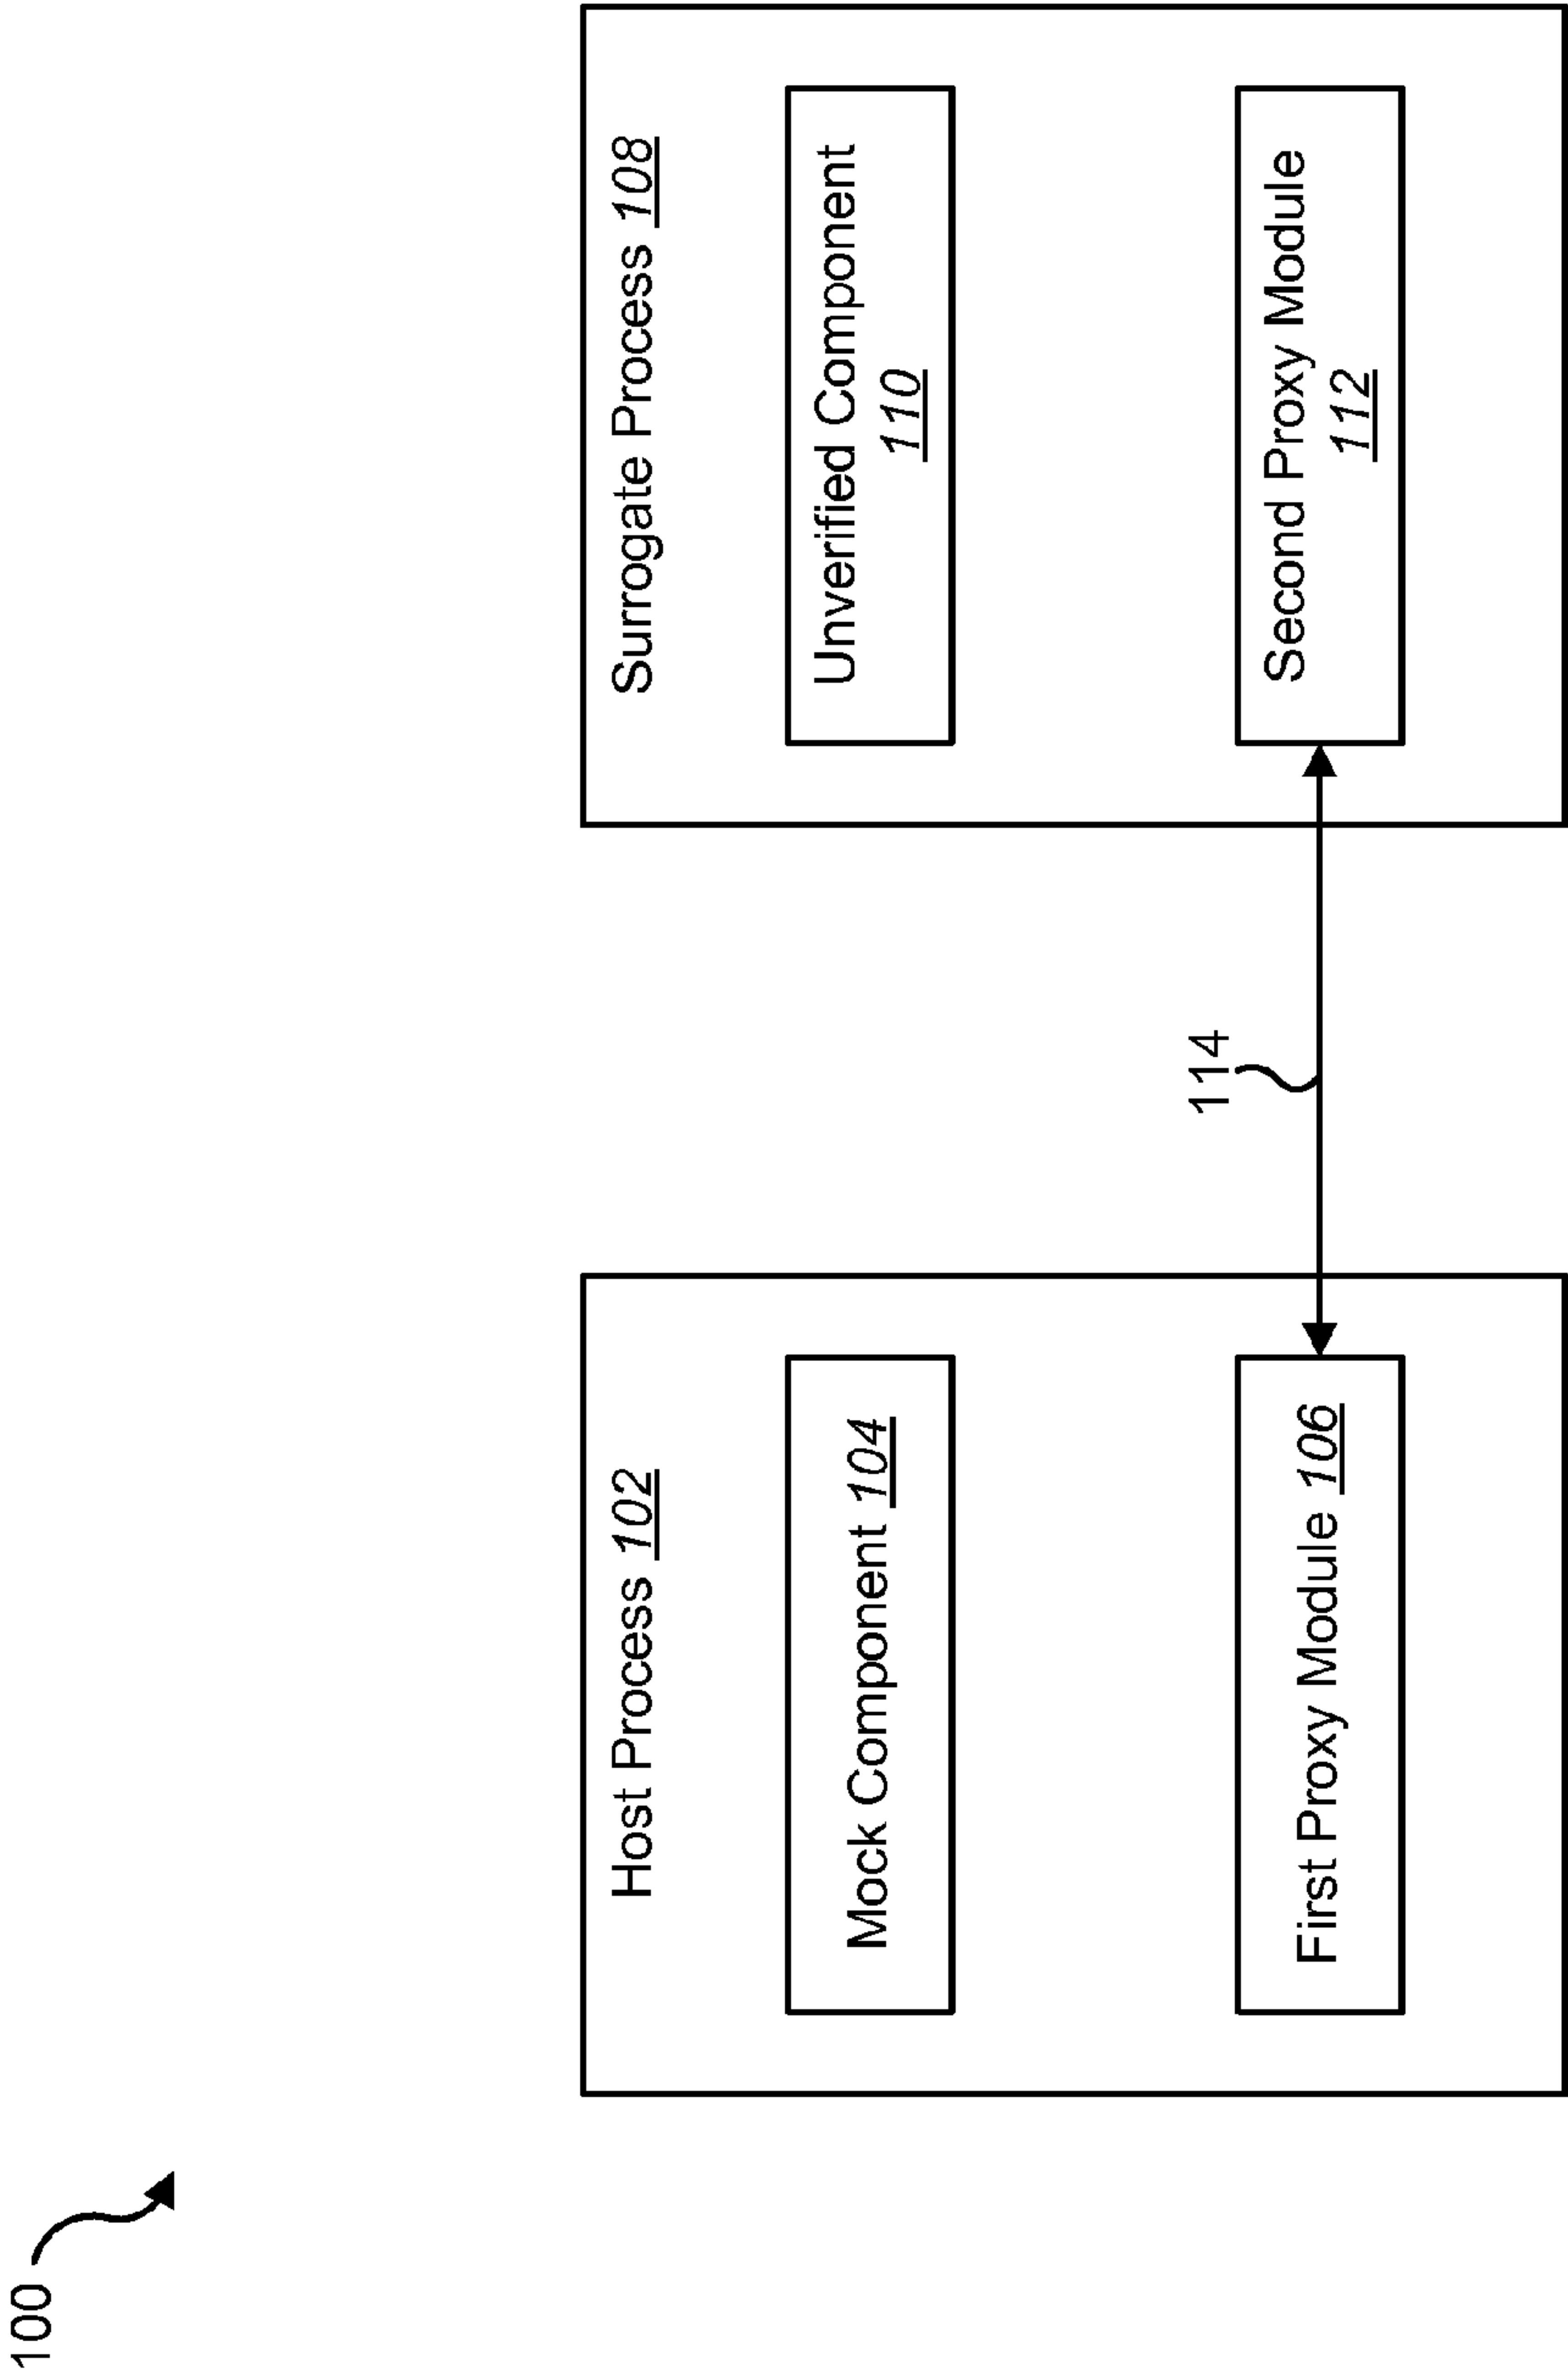 100
Host Process 102
Mock Component 104
First Proxy Module 106
114
Surrogate Process 108
Unverified Component
110
Second Proxy Module
112